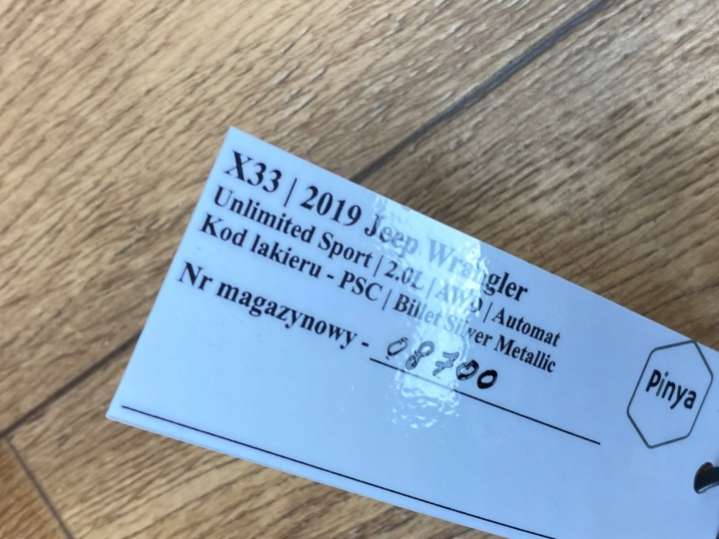 X33 | 2019 Jeep Wrangler
Unlimited Sport | 2.0L | AWD | Automat
Kod lakieru - PSC | Billet Silver Metallic
Nr magazynowy - 08700
Pinya